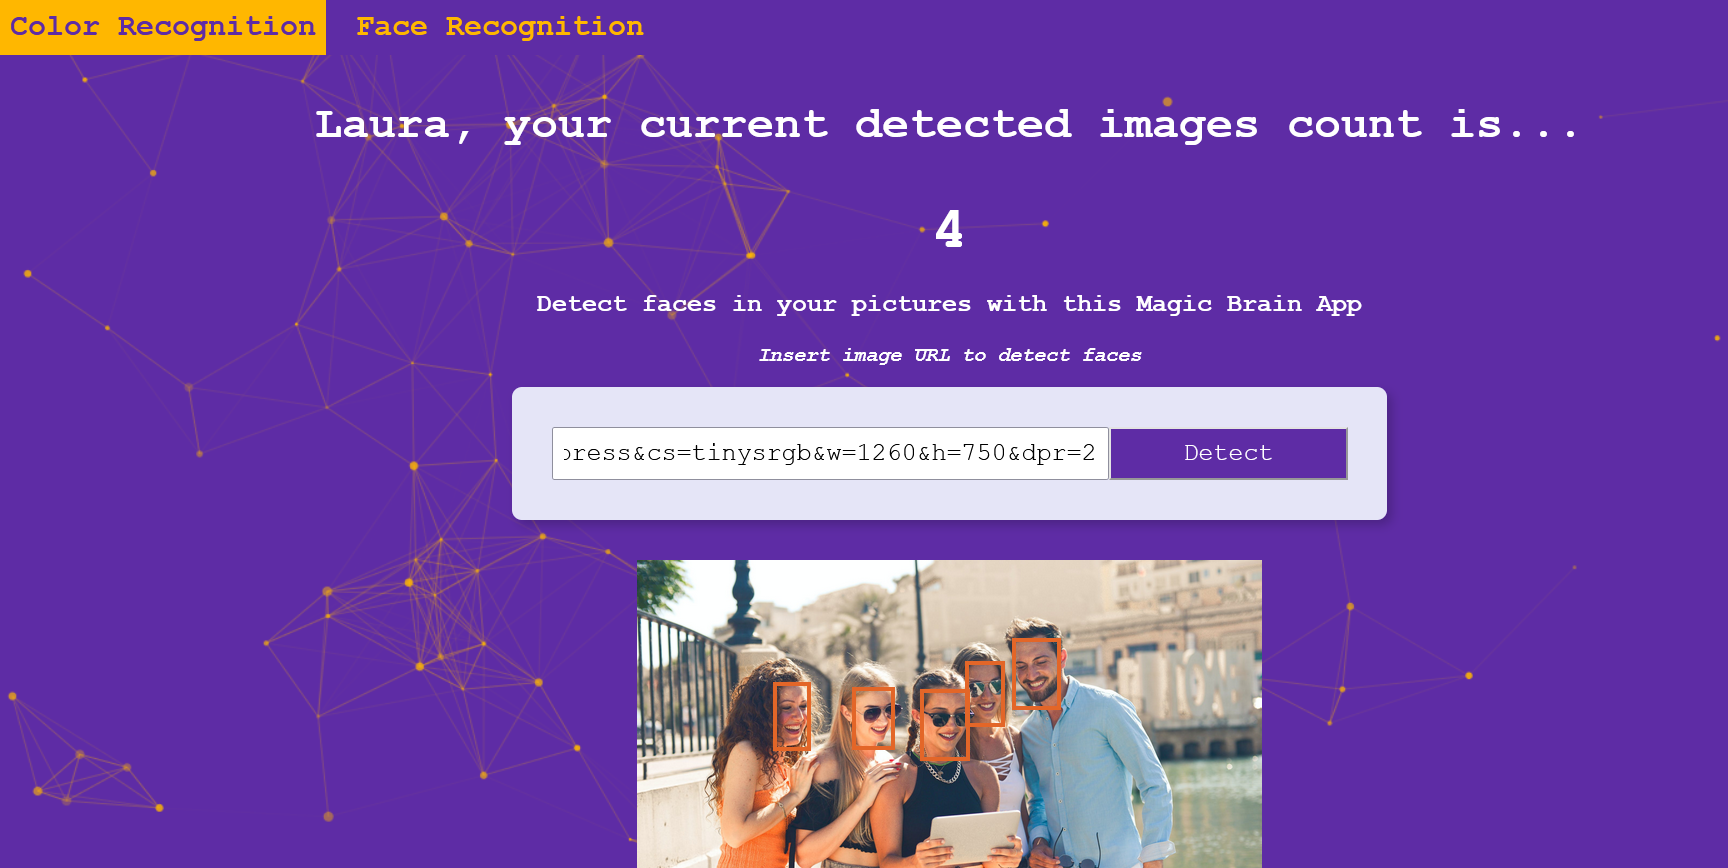 Color Recognition Face Recognition
Laura, your current detected images count is...
4
Detect faces in your pictures with this Magic Brain App
Insert image URL to detect faces
press&cs=tinysrgb&w=1260&h=750&dpr=2 Detect